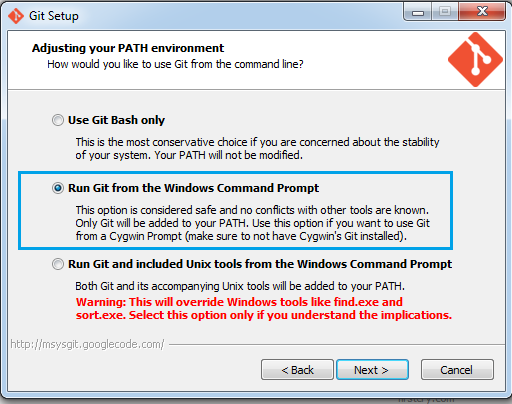 Git Setup
Adjusting your PATH environment
How would you like to use Git from the command line?
Use Git Bash only
This is the most conservative choice if you are concerned about the stability
of your system. Your PATH will not be modified.
Run Git from the Windows Command Prompt
This option is considered safe and no conflicts with other tools are known.
Only Git will be added to your PATH. Use this option if you want to use Git
from a Cygwin Prompt (make sure to not have Cygwin's Git installed).
Run Git and included Unix tools from the Windows Command Prompt
Both Git and its accompanying Unix tools will be added to your PATH.
Warning: This will override Windows tools like find.exe and
sort.exe. Select this option only if you understand the implications.
http://msysgit.googlecode.com/
< Back
Next >
Cancel